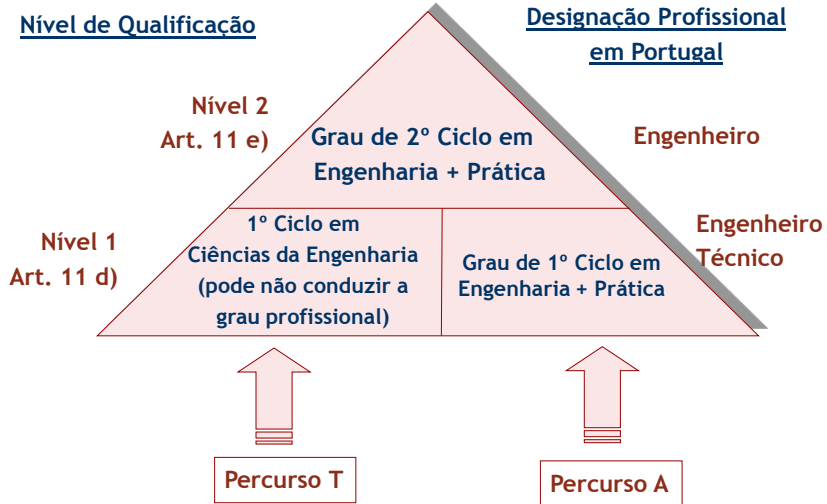 Nível de Qualificação
Designação Profissional
em Portugal
Nível 2
Art. 11 e)
Grau de 2º Ciclo em
Engenharia + Prática
Engenheiro
Nível 1
Art. 11 d)
1º Ciclo em
Ciências da Engenharia
(pode não conduzir a
grau profissional)
Grau de 1º Ciclo em
Engenharia + Prática
Engenheiro
Técnico
Percurso T
Percurso A